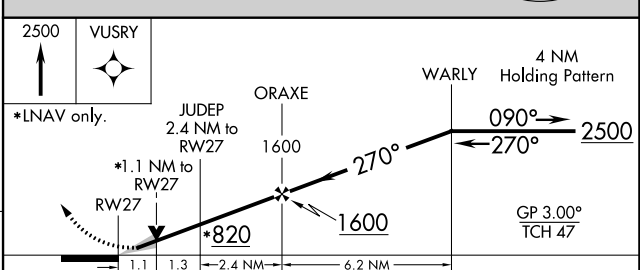 2500
VUSRY
*LNAV only.
4 NM
Holding Pattern
WARLY
ORAXE
JUDEP
2.4 NM to
RW27
1600
090°
270°
2500
*1.1 NM to
RW27
270°
RW27
*820
1600
GP 3.00°
TCH 47
1.1
1.3
2.4 NM
6.2 NM